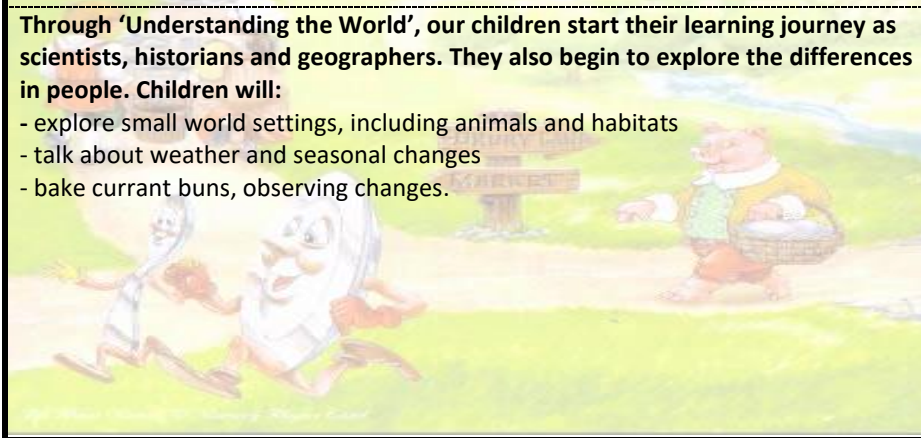 Through ‘Understanding the World’, our children start their learning journey as
scientists, historians and geographers. They also begin to explore the differences
in people. Children will:
- explore small world settings, including animals and habitats
- talk about weather and seasonal changes
- bake currant buns, observing changes.
MARKET